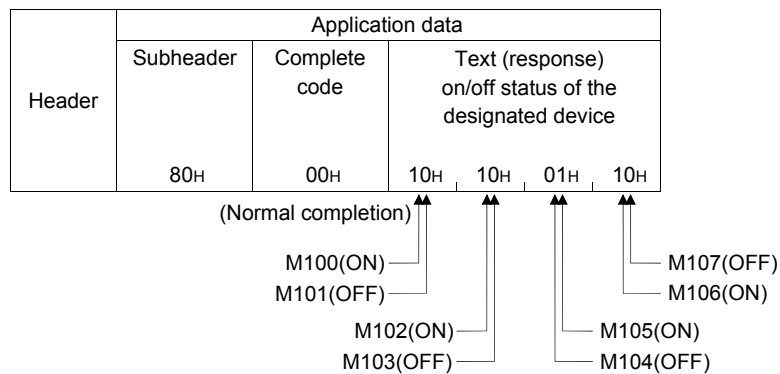 Application data
Header
Subheader
Complete
code
Text (response)
on/off status of the
designated device
80H 00H 10H 10H 01H 10H
(Normal completion)
M100(ON) M107(OFF)
M101(OFF) M106(ON)
M102(ON) M105(ON)
M103(OFF) M104(OFF)